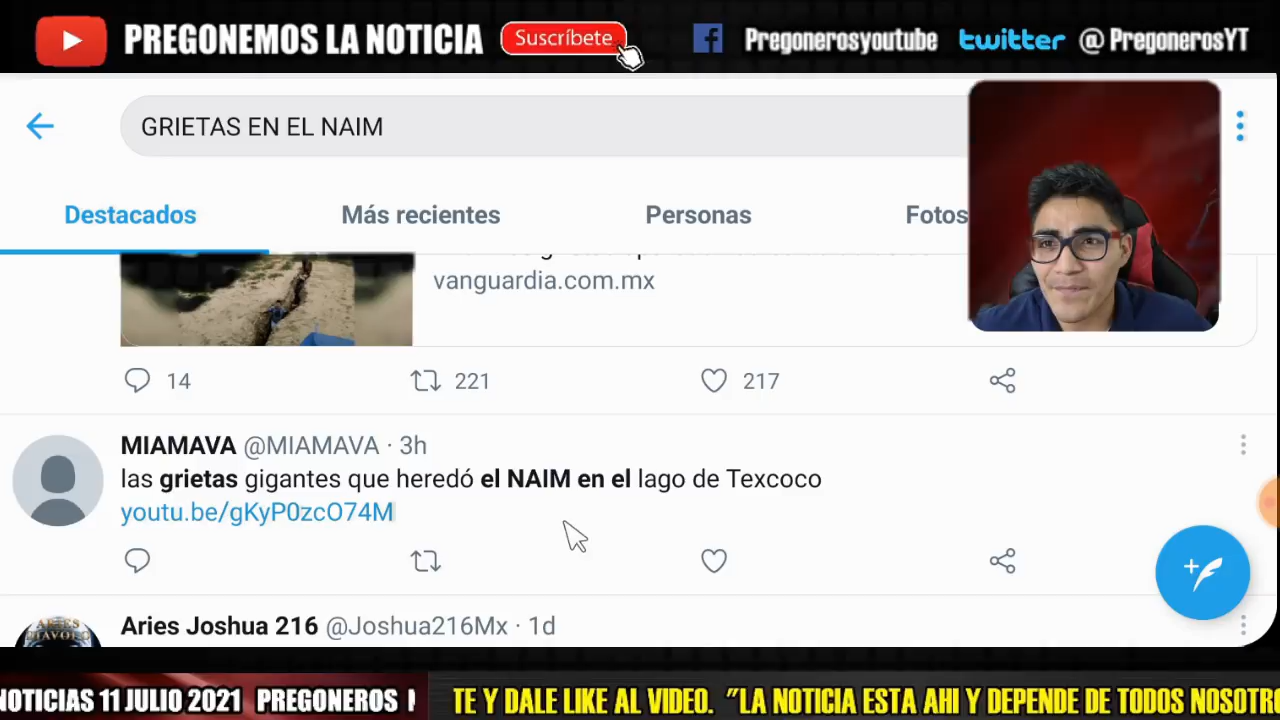 PREGONEMOS LA NOTICIA Suscríbete Pregonerosyoutube twitter @PregonerosYT
GRIETAS EN EL NAIM
Destacados Más recientes Personas Fotos
vanguardia.com.mx
14 221 217
MIAMAVA @MIAMAVA · 3h
las grietas gigantes que heredó el NAIM en el lago de Texcoco
youtu.be/gKyP0zcO74M
Aries Joshua 216 @Joshua216Mx · 1d
NOTICIAS 11 JULIO 2021 PREGONEROS TE Y DALE LIKE AL VIDEO. "LA NOTICIA ESTA AHI Y DEPENDE DE TODOS